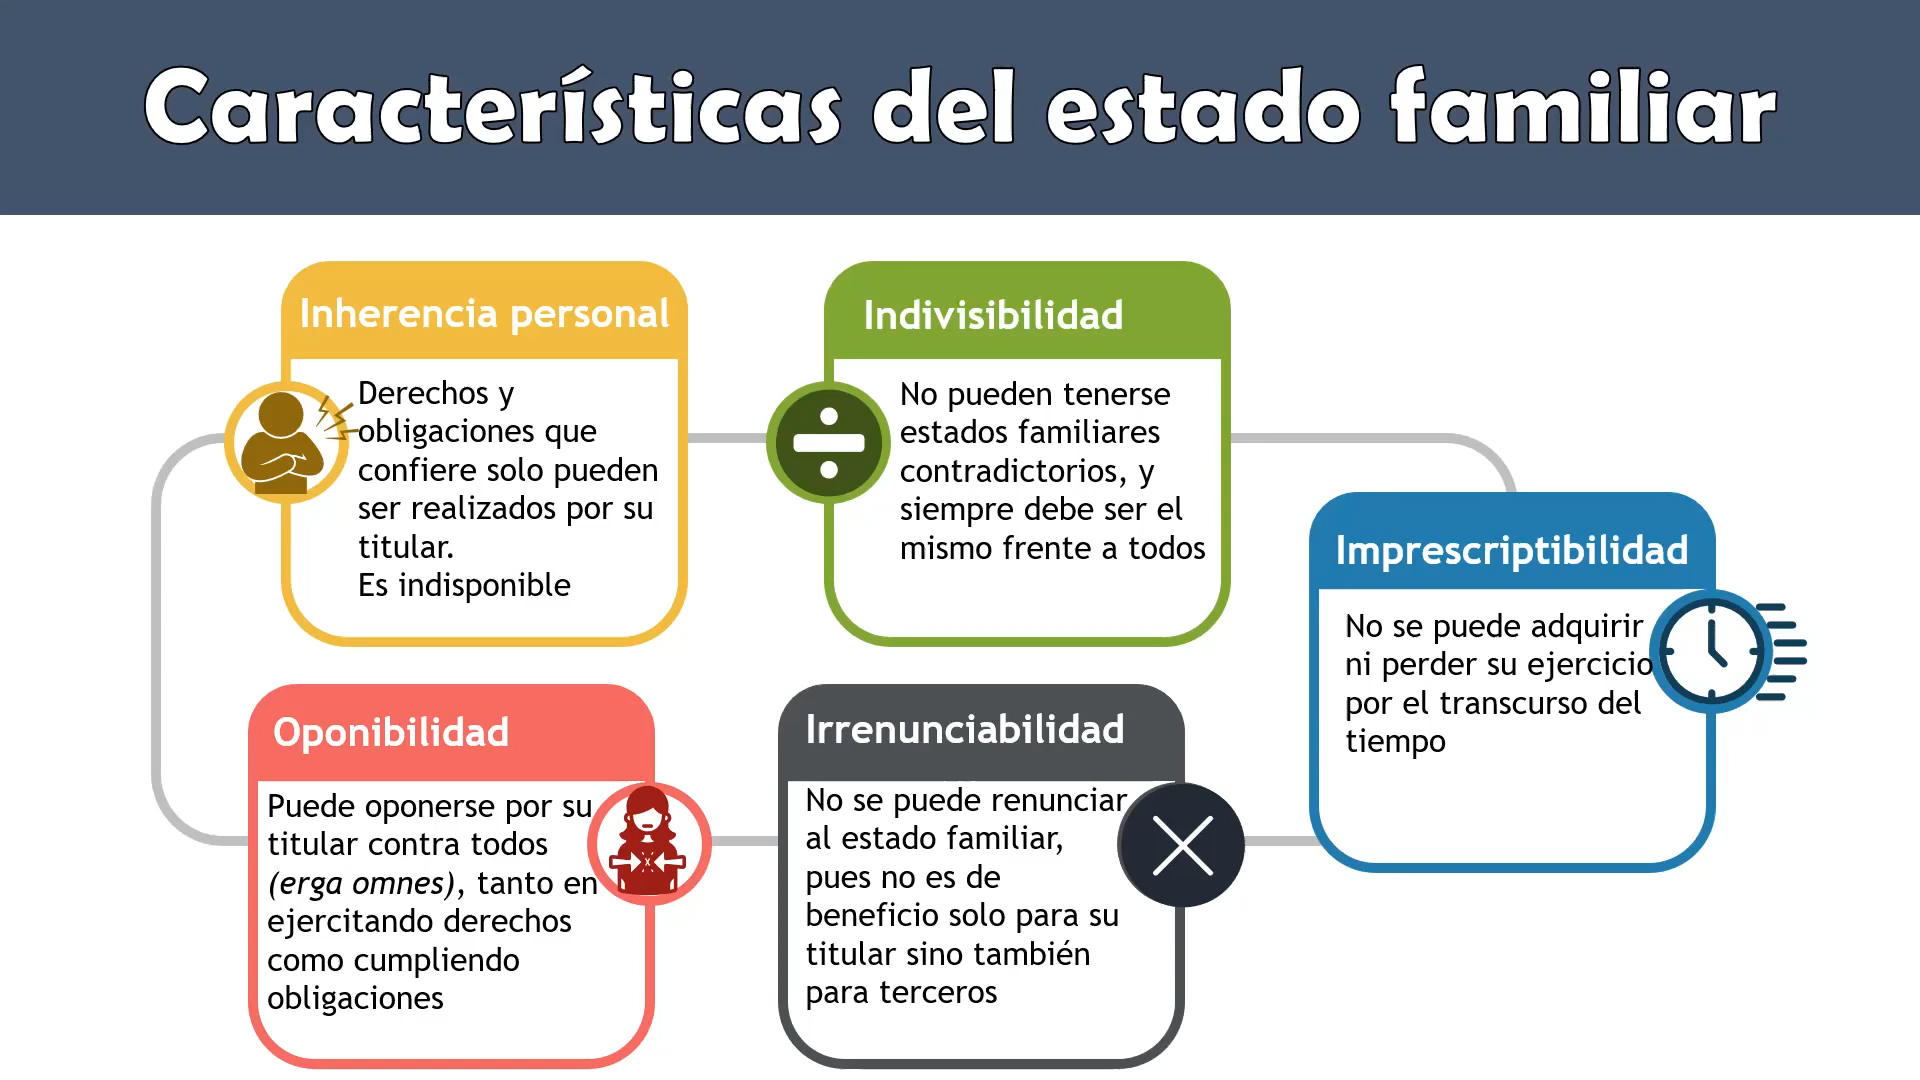 Características del estado familiar
Inherencia personal
Derechos y
obligaciones que
confiere solo pueden
ser realizados por su
titular.
Es indisponible
Indivisibilidad
No pueden tenerse
estados familiares
contradictorios, y
siempre debe ser el
mismo frente a todos
Imprescriptibilidad
No se puede adquirir
ni perder su ejercicio
por el transcurso del
tiempo
Irrenunciabilidad
No se puede renunciar
al estado familiar,
pues no es de
beneficio solo para su
titular sino también
para terceros
Oponibilidad
Puede oponerse por su
titular contra todos
(erga omnes), tanto en
ejercitando derechos
como cumpliendo
obligaciones